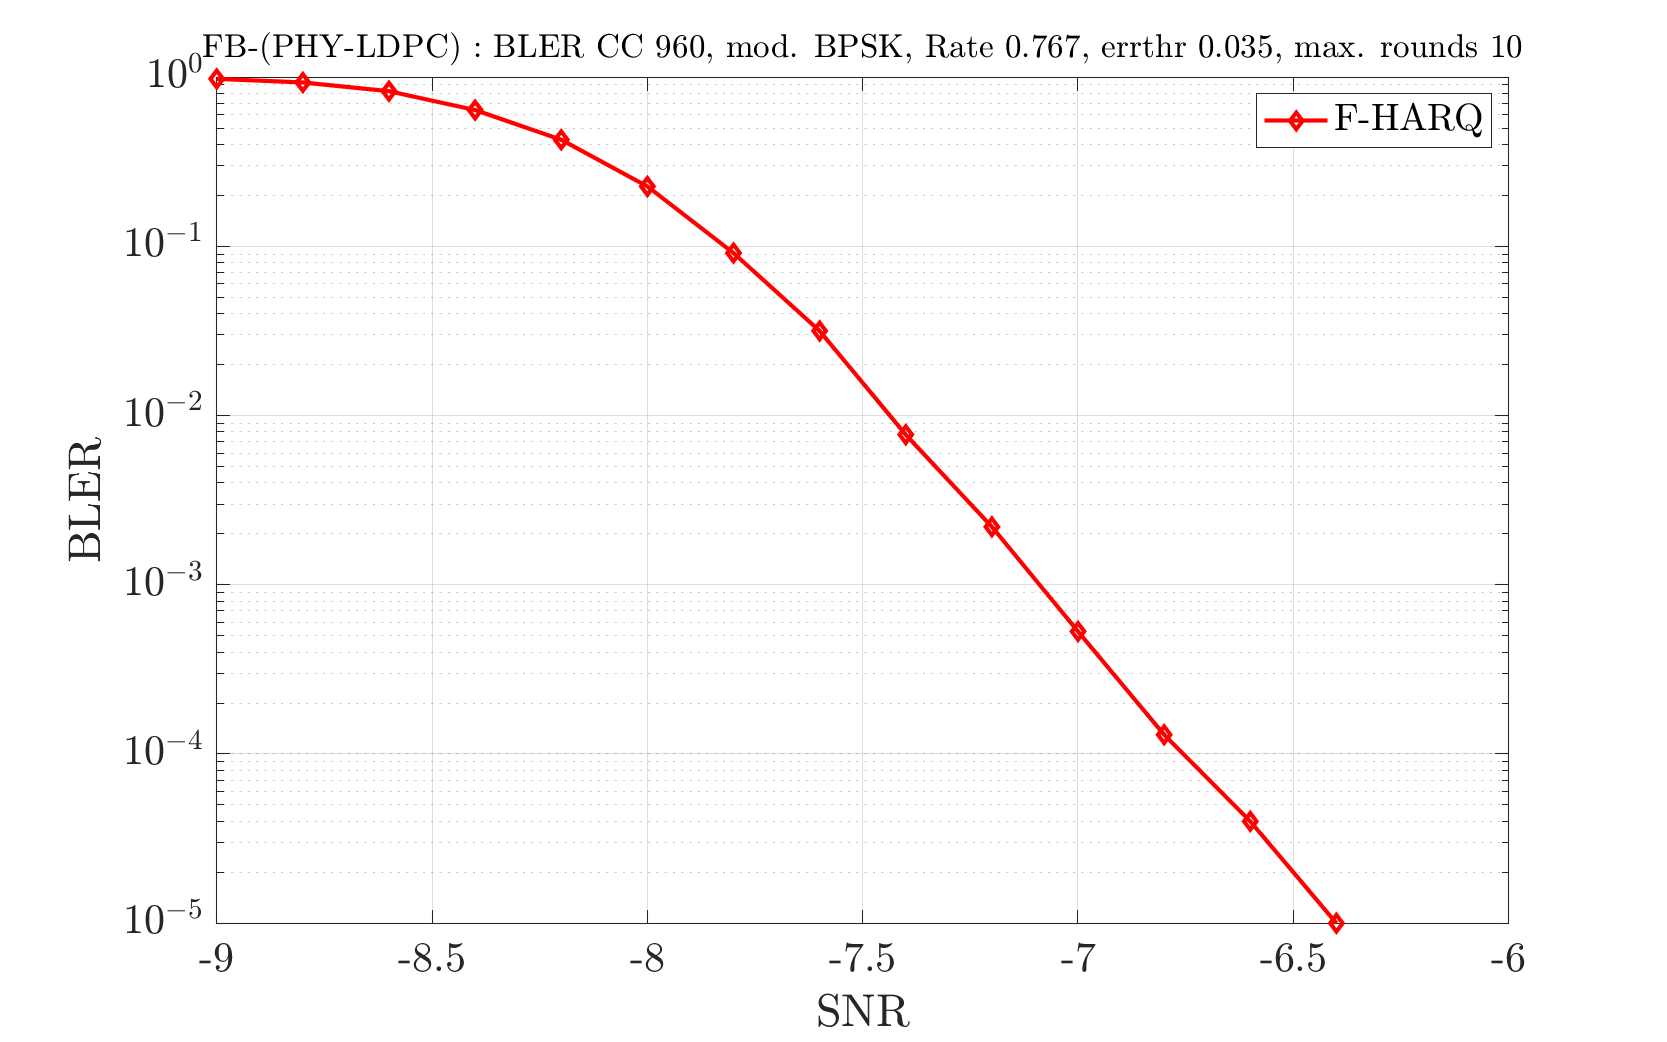 FB-(PHY-LDPC) : BLER CC 960, mod. BPSK, Rate 0.767, errthr 0.035, max. rounds 10
F-HARQ
BLER
10^0
10^{-1}
10^{-2}
10^{-3}
10^{-4}
10^{-5}
-9 -8.5 -8 -7.5 -7 -6.5 -6
SNR